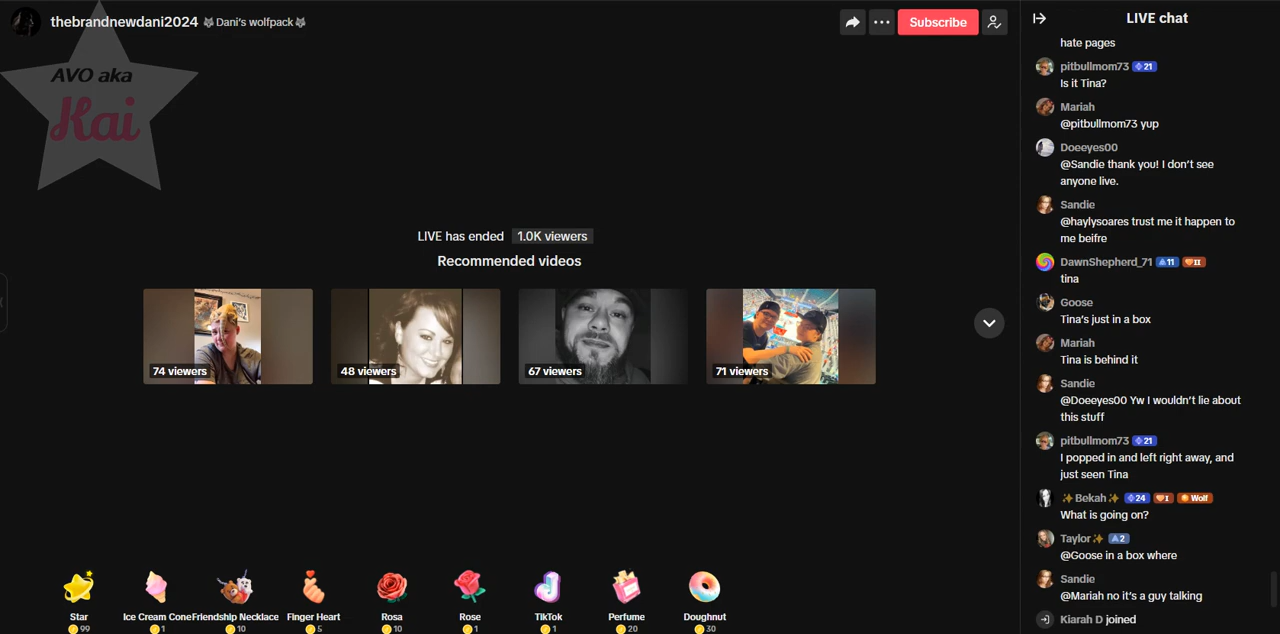 thebrandnewdani2024 🐺Dani's wolfpack🐺
Subscribe
AVO aka
Kai
LIVE has ended 1.0K viewers
Recommended videos
74 viewers
48 viewers
67 viewers
71 viewers
Star
99
Ice Cream Cone
1
Friendship Necklace
10
Finger Heart
5
Rosa
10
Rose
1
TikTok
1
Perfume
20
Doughnut
30
LIVE chat
hate pages
pitbullmom73 21
Is it Tina?
Mariah
@pitbullmom73 yup
Doeeyes00
@Sandie thank you! I don't see
anyone live.
Sandie
@haylysoares trust me it happen to
me beifre
DawnShepherd_71 11 II
tina
Goose
Tina's just in a box
Mariah
Tina is behind it
Sandie
@Doeeyes00 Yw I wouldn't lie about
this stuff
pitbullmom73 21
I popped in and left right away, and
just seen Tina
✨Bekah✨ 24 I Wolf
What is going on?
Taylor✨ 2
@Goose in a box where
Sandie
@Mariah no it's a guy talking
Kiarah D joined